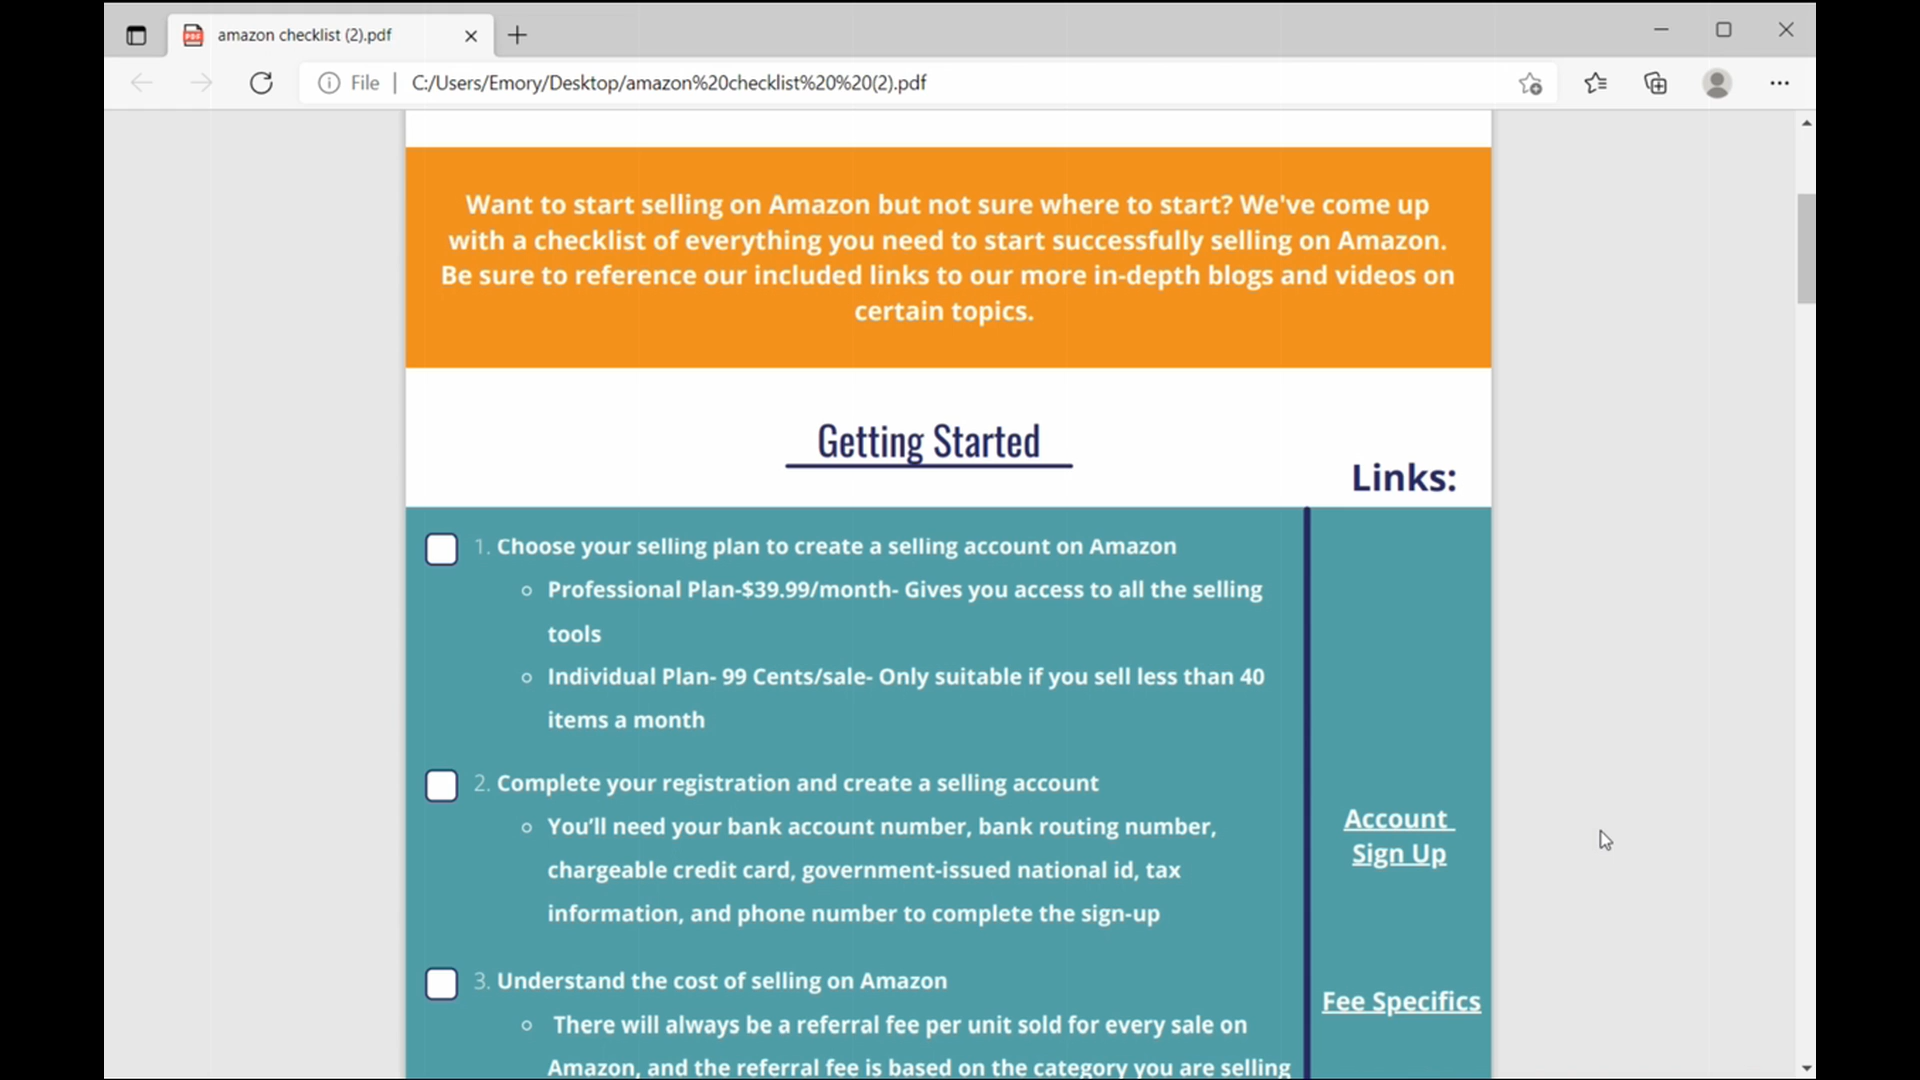 amazon checklist (2).pdf
File | C:/Users/Emory/Desktop/amazon%20checklist%20%20(2).pdf
Want to start selling on Amazon but not sure where to start? We've come up
with a checklist of everything you need to start successfully selling on Amazon.
Be sure to reference our included links to our more in-depth blogs and videos on
certain topics.
Getting Started
Links:
1. Choose your selling plan to create a selling account on Amazon
Professional Plan-$39.99/month- Gives you access to all the selling
tools
Individual Plan- 99 Cents/sale- Only suitable if you sell less than 40
items a month
2. Complete your registration and create a selling account
You'll need your bank account number, bank routing number,
chargeable credit card, government-issued national id, tax
information, and phone number to complete the sign-up
Account
Sign Up
3. Understand the cost of selling on Amazon
There will always be a referral fee per unit sold for every sale on
Amazon, and the referral fee is based on the category you are selling
Fee Specifics